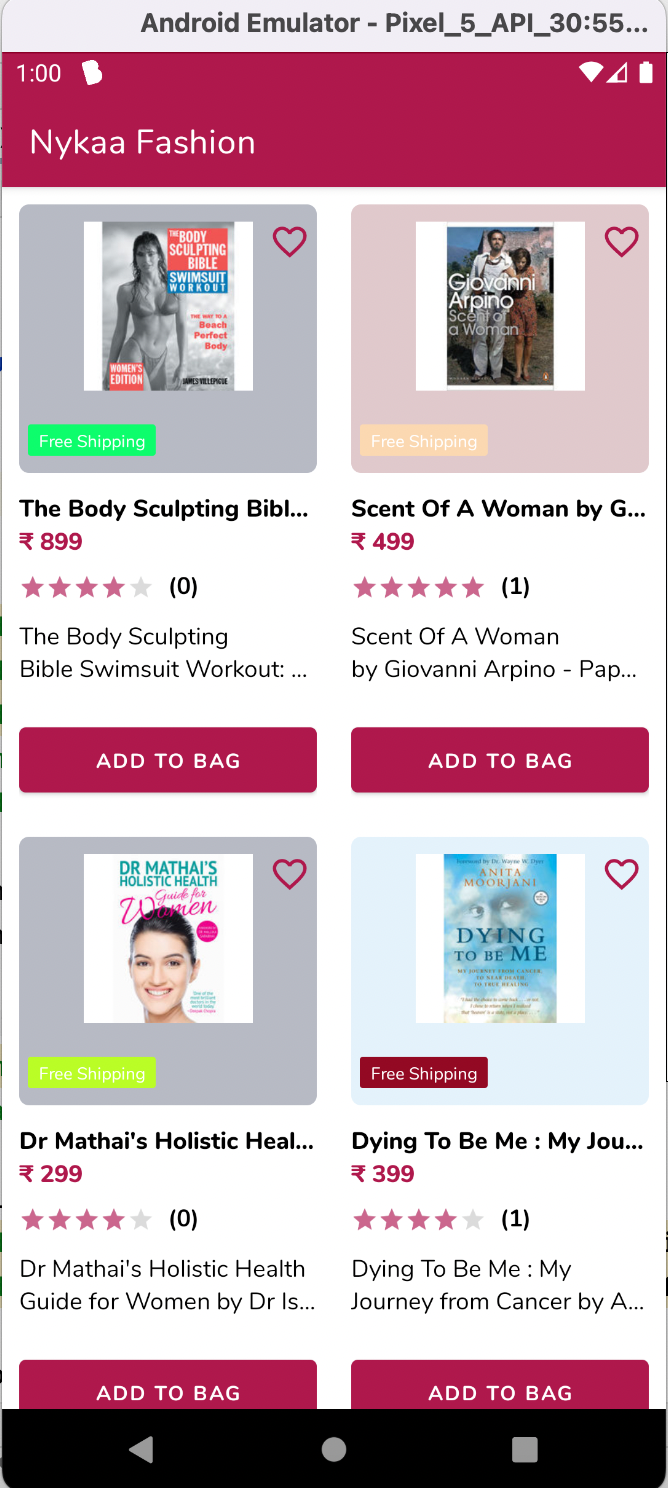 Android Emulator - Pixel_5_API_30:55...
1:00
Nykaa Fashion
THE BODY
SCULPTING
BIBLE
SWIMSUIT
WORKOUT
THE WAY TO A
Beach
Perfect
Body
WOMEN'S
EDITION
JAMES VILLEPIGUE
Giovanni
Arpino
Scent of
a Woman
Free Shipping
Free Shipping
The Body Sculpting Bibl...
₹ 899
(0)
The Body Sculpting
Bible Swimsuit Workout: ...
ADD TO BAG
Scent Of A Woman by G...
₹ 499
(1)
Scent Of A Woman
by Giovanni Arpino - Pap...
ADD TO BAG
DR MATHAI'S
HOLISTIC HEALTH
Guide for
Women
Free Shipping
Foreword by Dr. Wayne W. Dyer
ANITA
MOORJANI
DYING
TO BE ME
MY JOURNEY FROM CANCER,
TO NEAR DEATH,
TO TRUE HEALING
Free Shipping
Dr Mathai's Holistic Heal...
₹ 299
(0)
Dr Mathai's Holistic Health
Guide for Women by Dr Is...
ADD TO BAG
Dying To Be Me : My Jou...
₹ 399
(1)
Dying To Be Me : My
Journey from Cancer by A...
ADD TO BAG